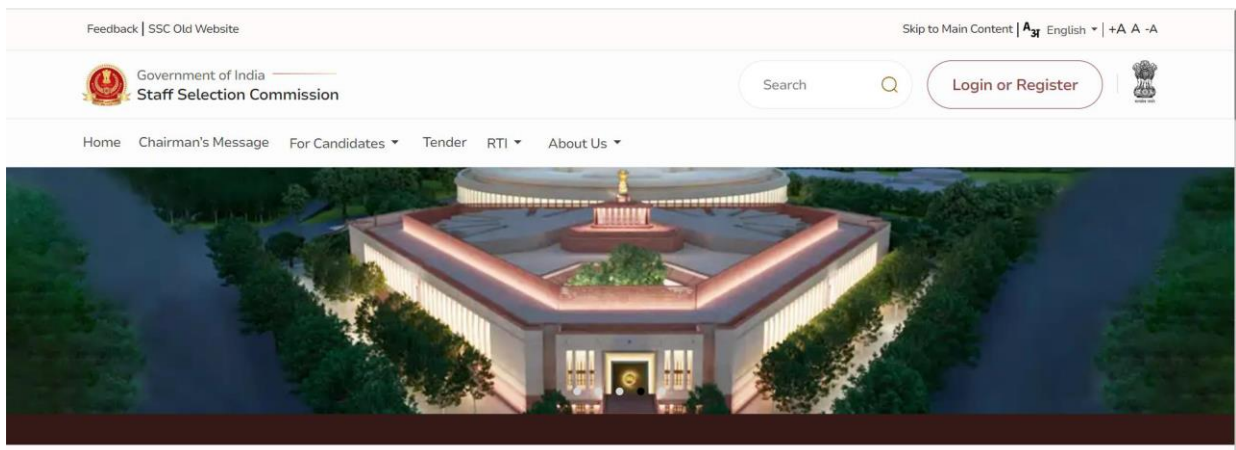 Feedback | SSC Old Website
Skip to Main Content | Aअ English | +A A -A
Government of India
Staff Selection Commission
Search
Login or Register
Home Chairman's Message For Candidates Tender RTI About Us